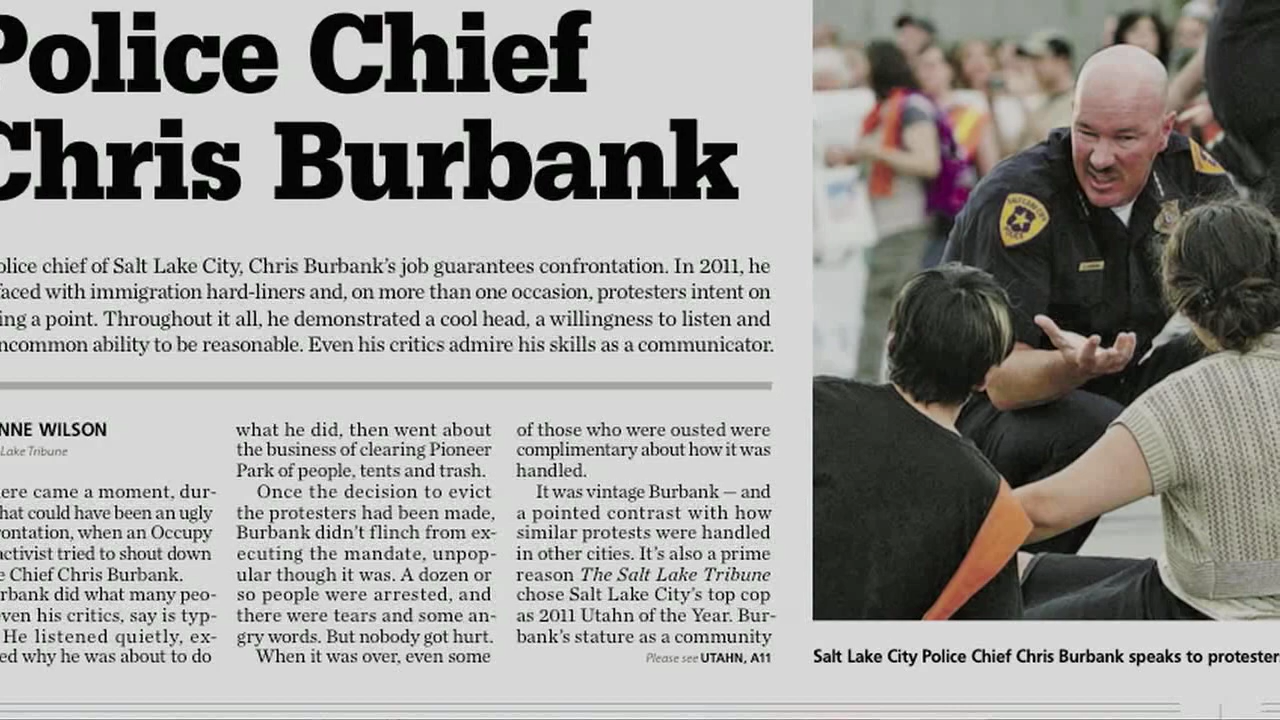 Police Chief
Chris Burbank
olice chief of Salt Lake City, Chris Burbank’s job guarantees confrontation. In 2011, he
faced with immigration hard-liners and, on more than one occasion, protesters intent on
ing a point. Throughout it all, he demonstrated a cool head, a willingness to listen and
ncommon ability to be reasonable. Even his critics admire his skills as a communicator.
NNE WILSON
Lake Tribune
ere came a moment, dur-
hat could have been an ugly
rontation, when an Occupy
activist tried to shout down
e Chief Chris Burbank.
rbank did what many peo-
ven his critics, say is typ-
He listened quietly, ex-
ed why he was about to do
what he did, then went about
the business of clearing Pioneer
Park of people, tents and trash.
Once the decision to evict
the protesters had been made,
Burbank didn’t flinch from ex-
ecuting the mandate, unpop-
ular though it was. A dozen or
so people were arrested, and
there were tears and some an-
gry words. But nobody got hurt.
When it was over, even some
of those who were ousted were
complimentary about how it was
handled.
It was vintage Burbank — and
a pointed contrast with how
similar protests were handled
in other cities. It’s also a prime
reason The Salt Lake Tribune
chose Salt Lake City’s top cop
as 2011 Utahn of the Year. Bur-
bank’s stature as a community
Please see UTAHN, A11
SALT LAKE CITY
POLICE
Salt Lake City Police Chief Chris Burbank speaks to protester